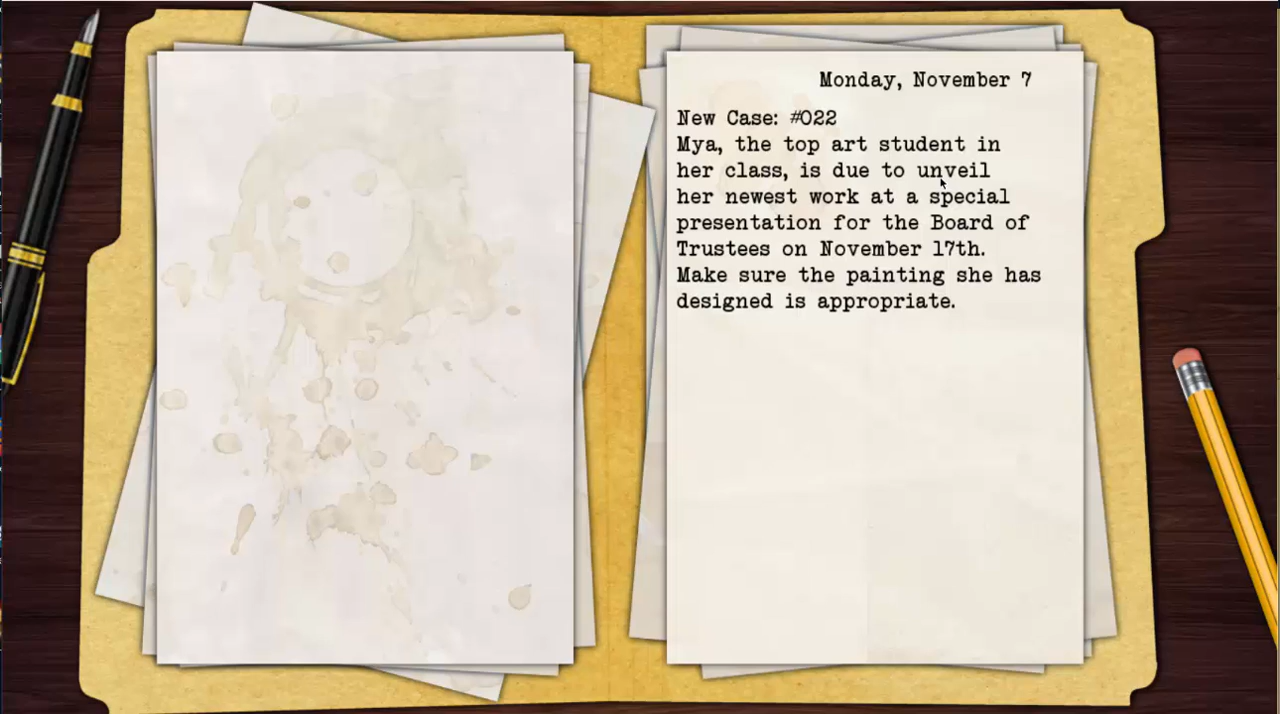 Monday, November 7
New Case: #022
Mya, the top art student in
her class, is due to unveil
her newest work at a special
presentation for the Board of
Trustees on November 17th.
Make sure the painting she has
designed is appropriate.